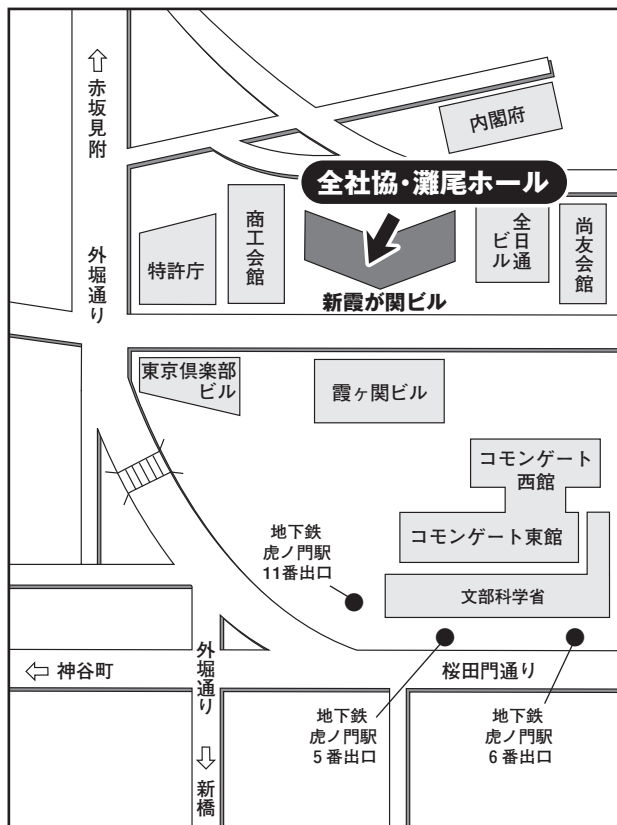 赤坂見附
内閣府
全社協・灘尾ホール
外堀通り
特許庁
商工会館
全日通
ビル
尚友会館
新霞が関ビル
東京倶楽部
ビル
霞ヶ関ビル
コモンゲート
西館
コモンゲート東館
地下鉄
虎ノ門駅
11番出口
文部科学省
神谷町
外堀通り
桜田門通り
新橋
地下鉄
虎ノ門駅
5番出口
地下鉄
虎ノ門駅
6番出口